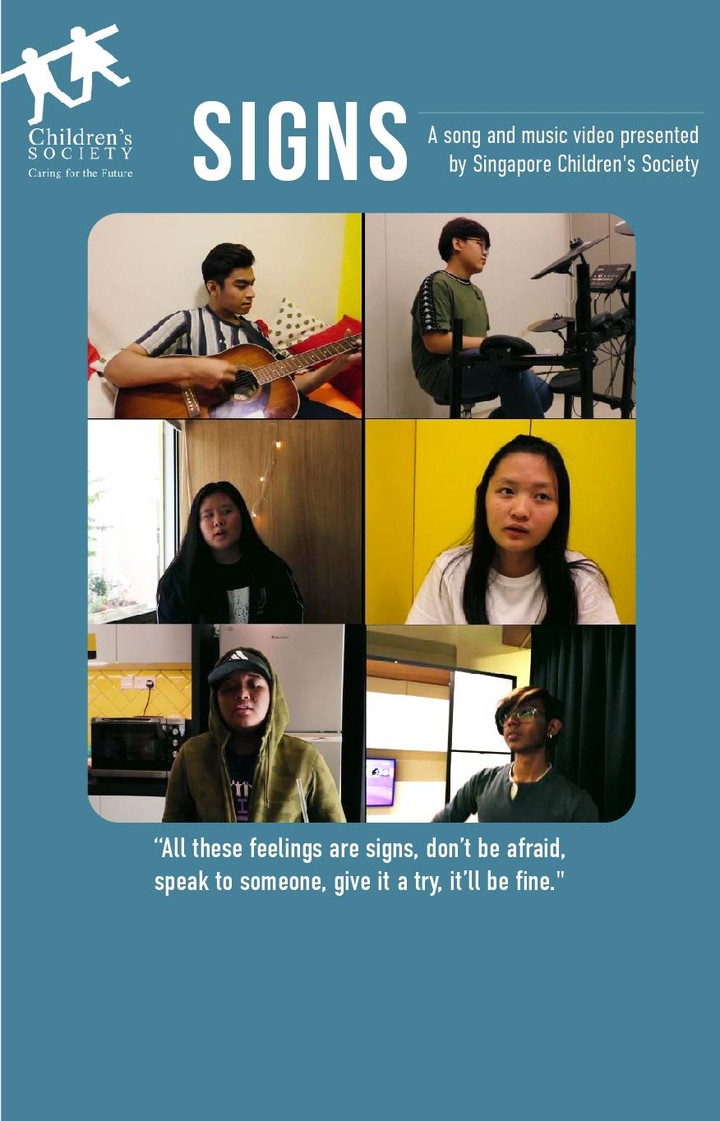 Children's
SOCIETY
Caring for the Future
SIGNS
A song and music video presented
by Singapore Children's Society
“All these feelings are signs, don’t be afraid,
speak to someone, give it a try, it’ll be fine."